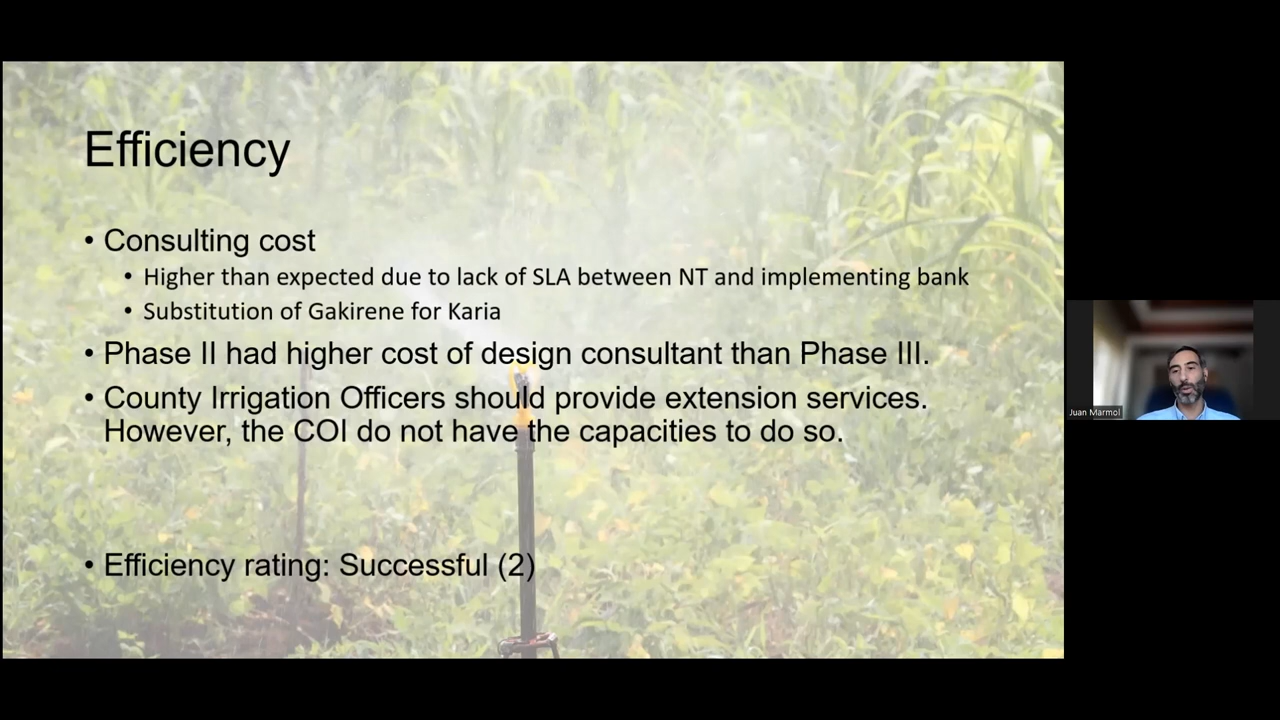 Efficiency
• Consulting cost
• Higher than expected due to lack of SLA between NT and implementing bank
• Substitution of Gakirene for Karia
• Phase II had higher cost of design consultant than Phase III.
• County Irrigation Officers should provide extension services.
However, the COI do not have the capacities to do so.
• Efficiency rating: Successful (2)
Juan Marmol